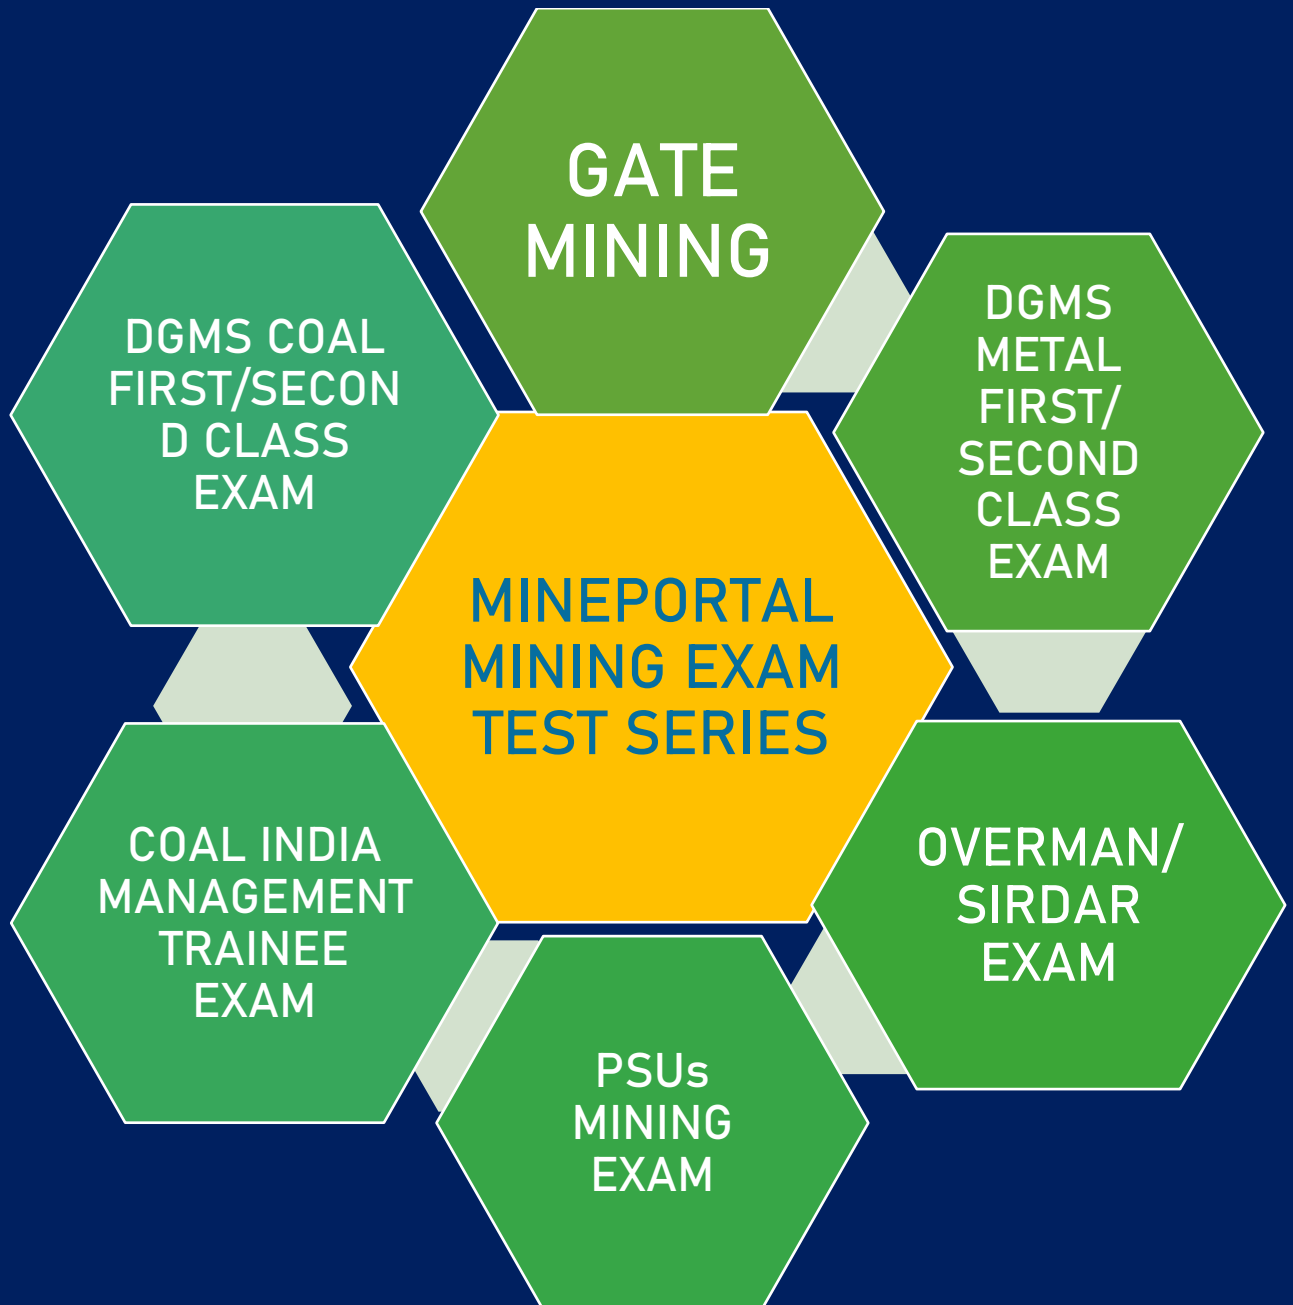 GATE
MINING
DGMS COAL
FIRST/SECON
D CLASS
EXAM
DGMS
METAL
FIRST/
SECOND
CLASS
EXAM
MINEPORTAL
MINING EXAM
TEST SERIES
COAL INDIA
MANAGEMENT
TRAINEE
EXAM
OVERMAN/
SIRDAR
EXAM
PSUs
MINING
EXAM